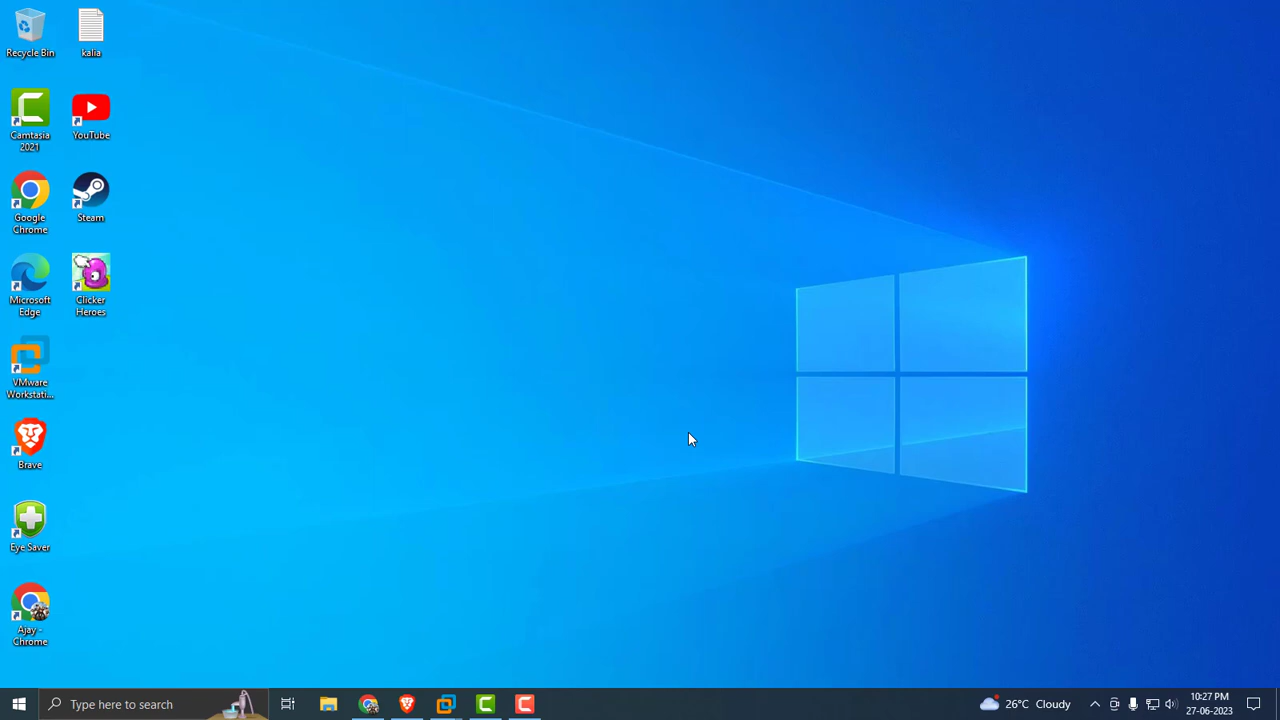 Recycle Bin
kalia
Camtasia
2021
YouTube
Google
Chrome
Steam
Microsoft
Edge
Clicker
Heroes
VMware
Workstati...
Brave
Eye Saver
Ajay -
Chrome
Type here to search
26°C Cloudy
10:27 PM
27-06-2023